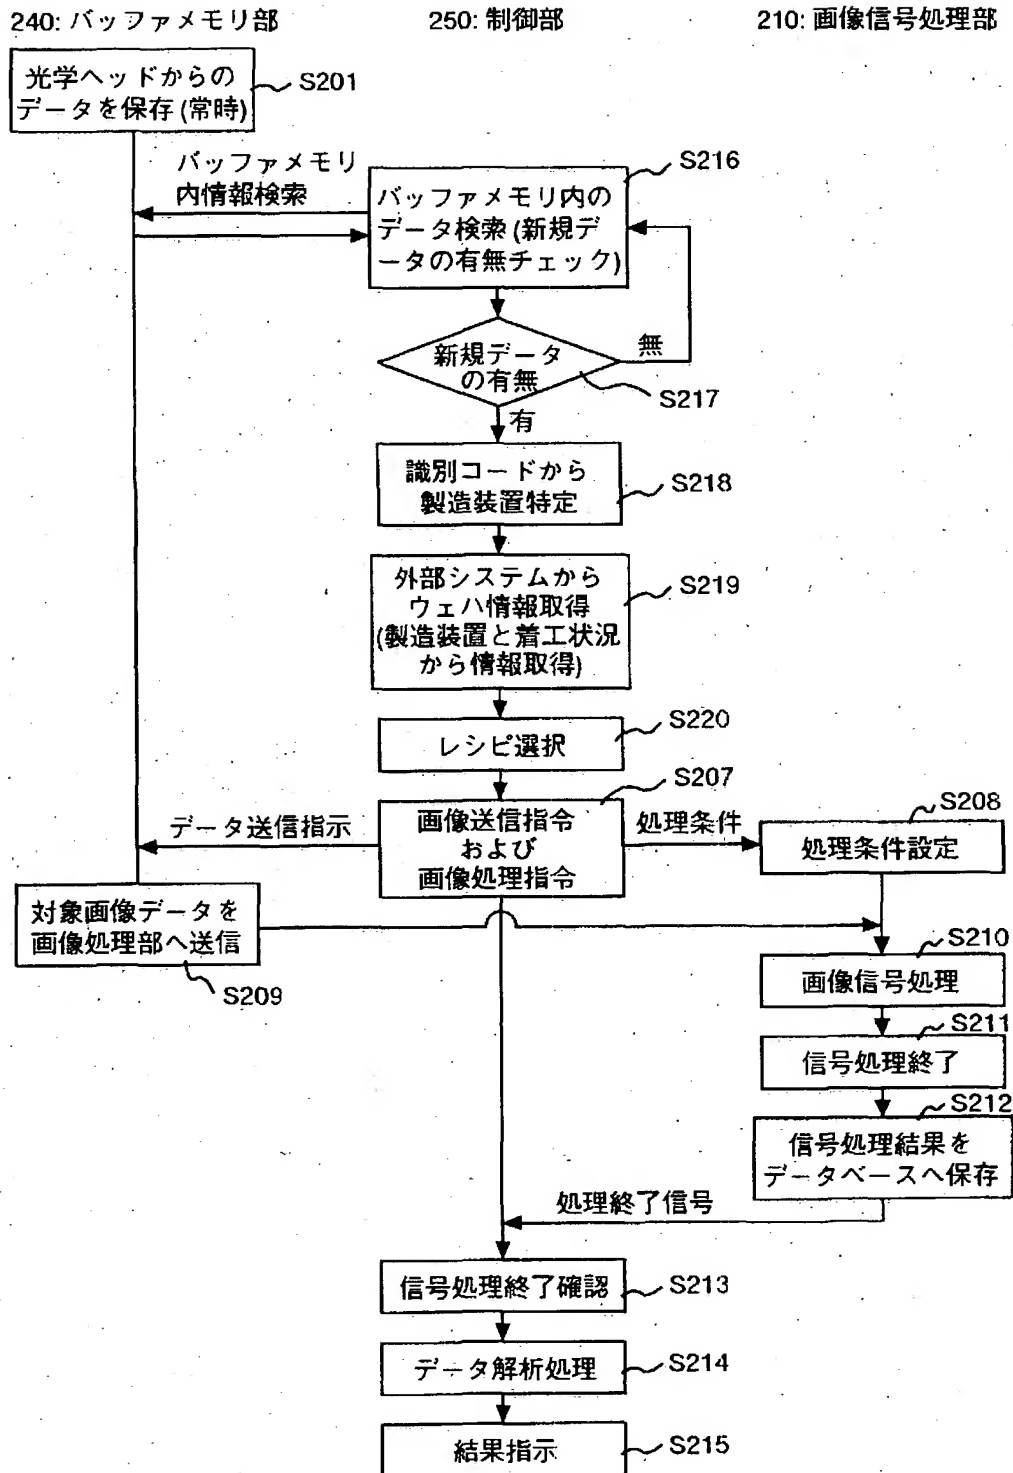 240: バッファメモリ部
250: 制御部
210: 画像信号処理部
光学ヘッドからの
データを保存(常時)
S201
バッファメモリ
内情報検索
S216
バッファメモリ内の
データ検索(新規デ
ータの有無チェック)
新規データ
の有無
無
S217
有
識別コードから
製造装置特定
S218
外部システムから
ウェハ情報取得
(製造装置と着工状況
から情報取得)
S219
レシピ選択
S220
S207
データ送信指示
画像送信指令
および
画像処理指令
処理条件
S208
処理条件設定
対象画像データを
画像処理部へ送信
S209
S210
画像信号処理
S211
信号処理終了
S212
信号処理結果を
データベースへ保存
処理終了信号
信号処理終了確認
S213
データ解析処理
S214
結果指示
S215